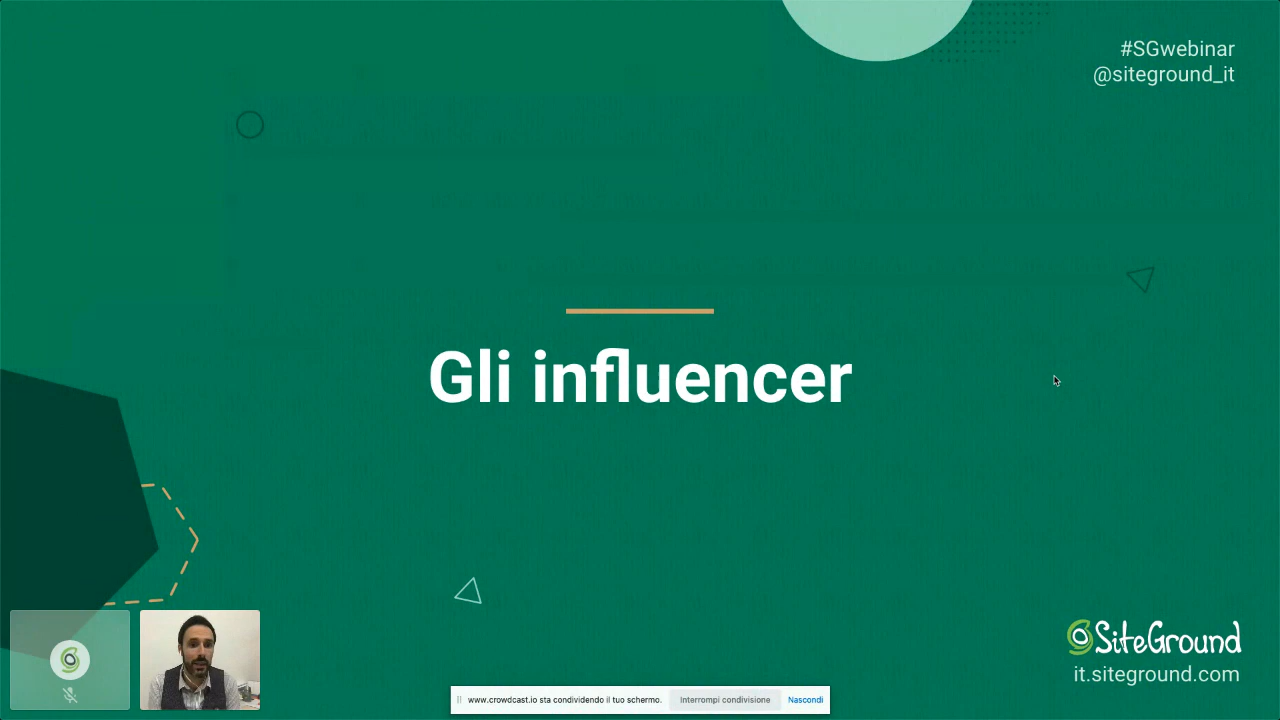 #SGwebinar
@siteground_it
Gli influencer
SiteGround
it.siteground.com
www.crowdcast.io sta condividendo il tuo schermo. Interrompi condivisione Nascondi